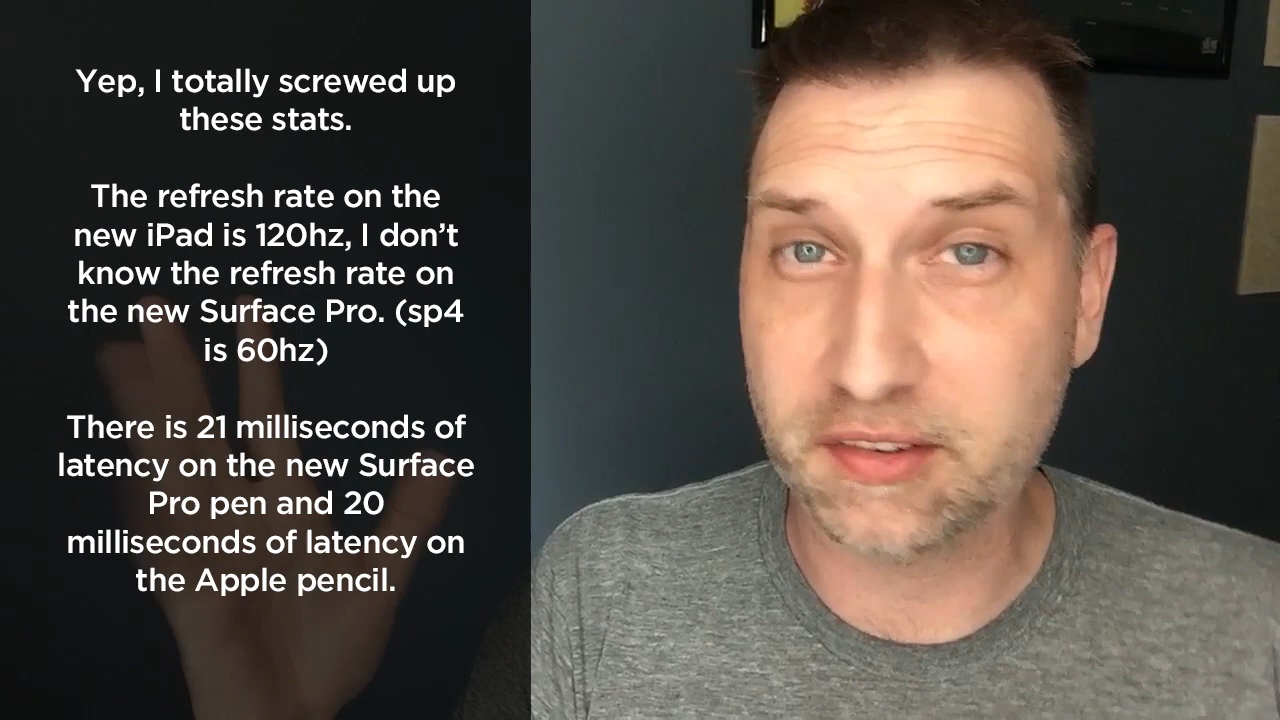 Yep, I totally screwed up
these stats.
The refresh rate on the
new iPad is 120hz, I don’t
know the refresh rate on
the new Surface Pro. (sp4
is 60hz)
There is 21 milliseconds of
latency on the new Surface
Pro pen and 20
milliseconds of latency on
the Apple pencil.